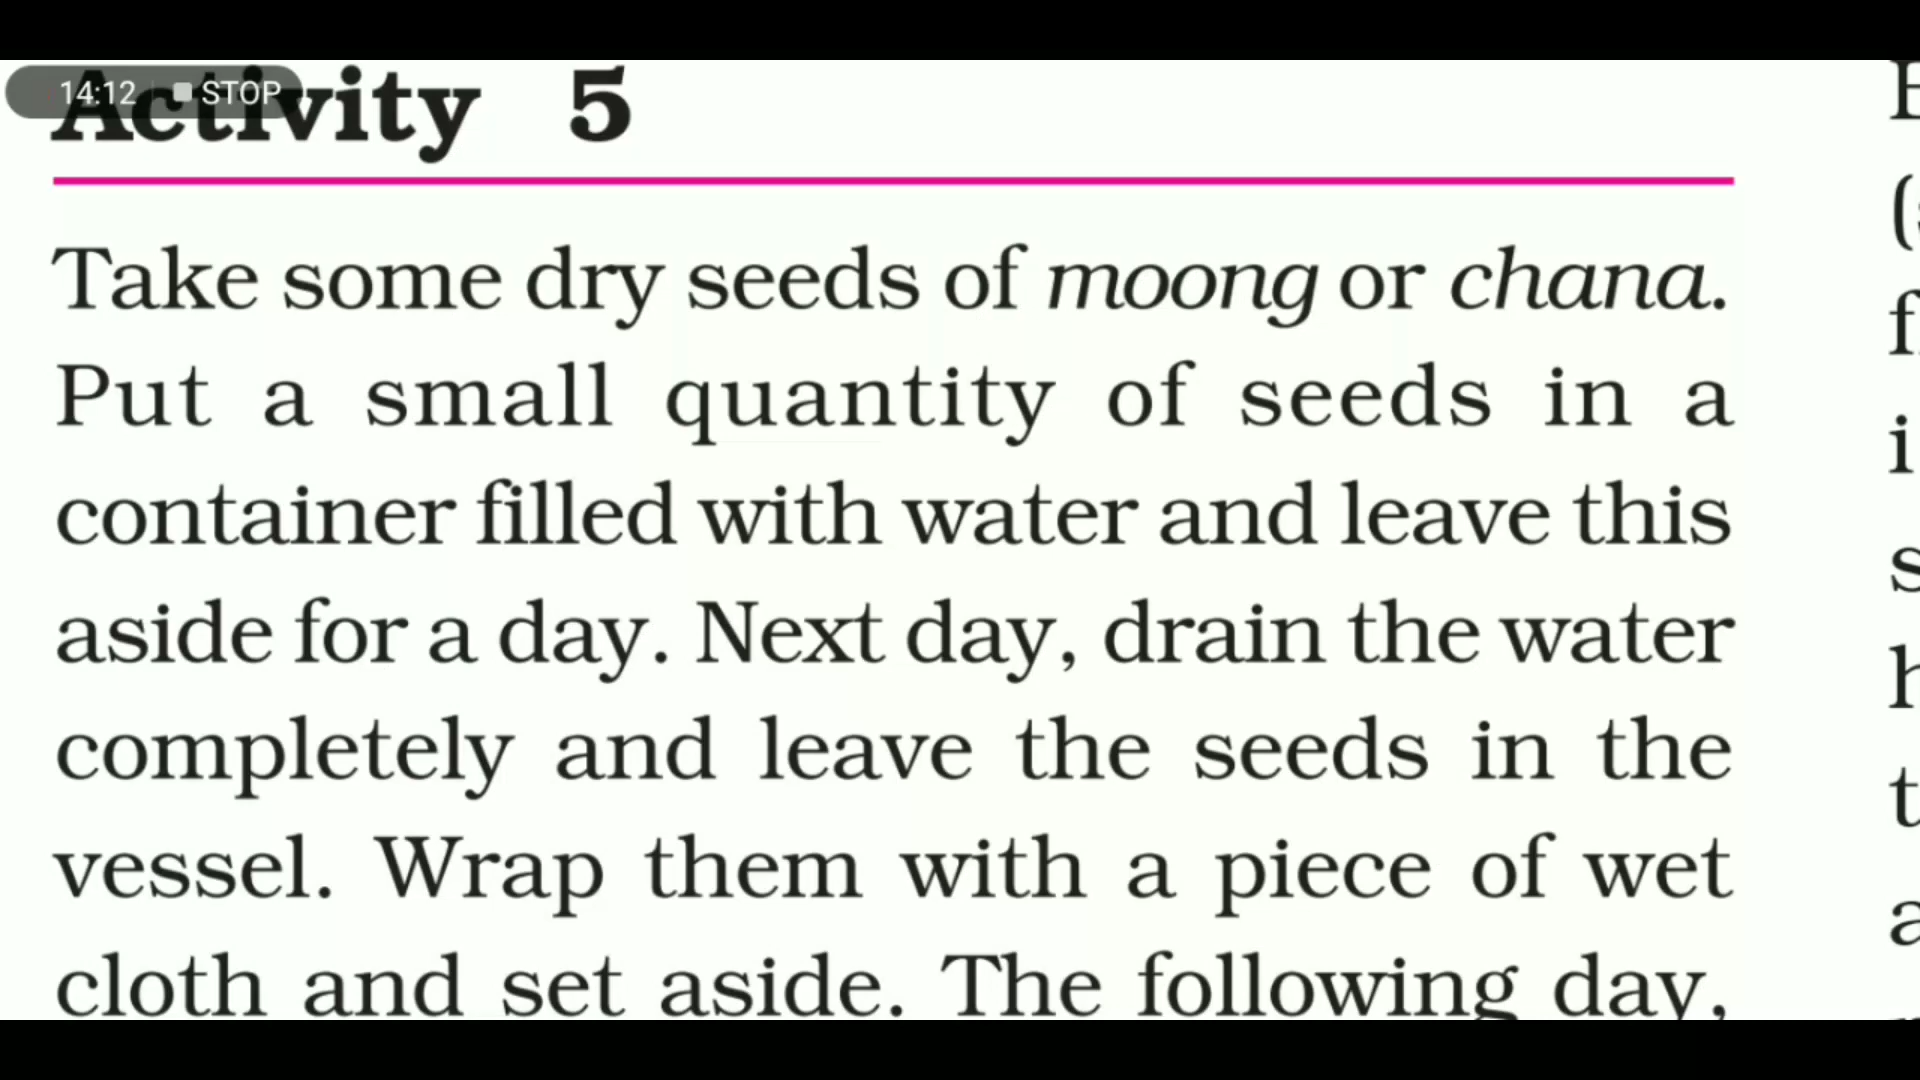 14:12 STOP
Activity 5
Take some dry seeds of moong or chana.
Put a small quantity of seeds in a
container filled with water and leave this
aside for a day. Next day, drain the water
completely and leave the seeds in the
vessel. Wrap them with a piece of wet
cloth and set aside. The following day,